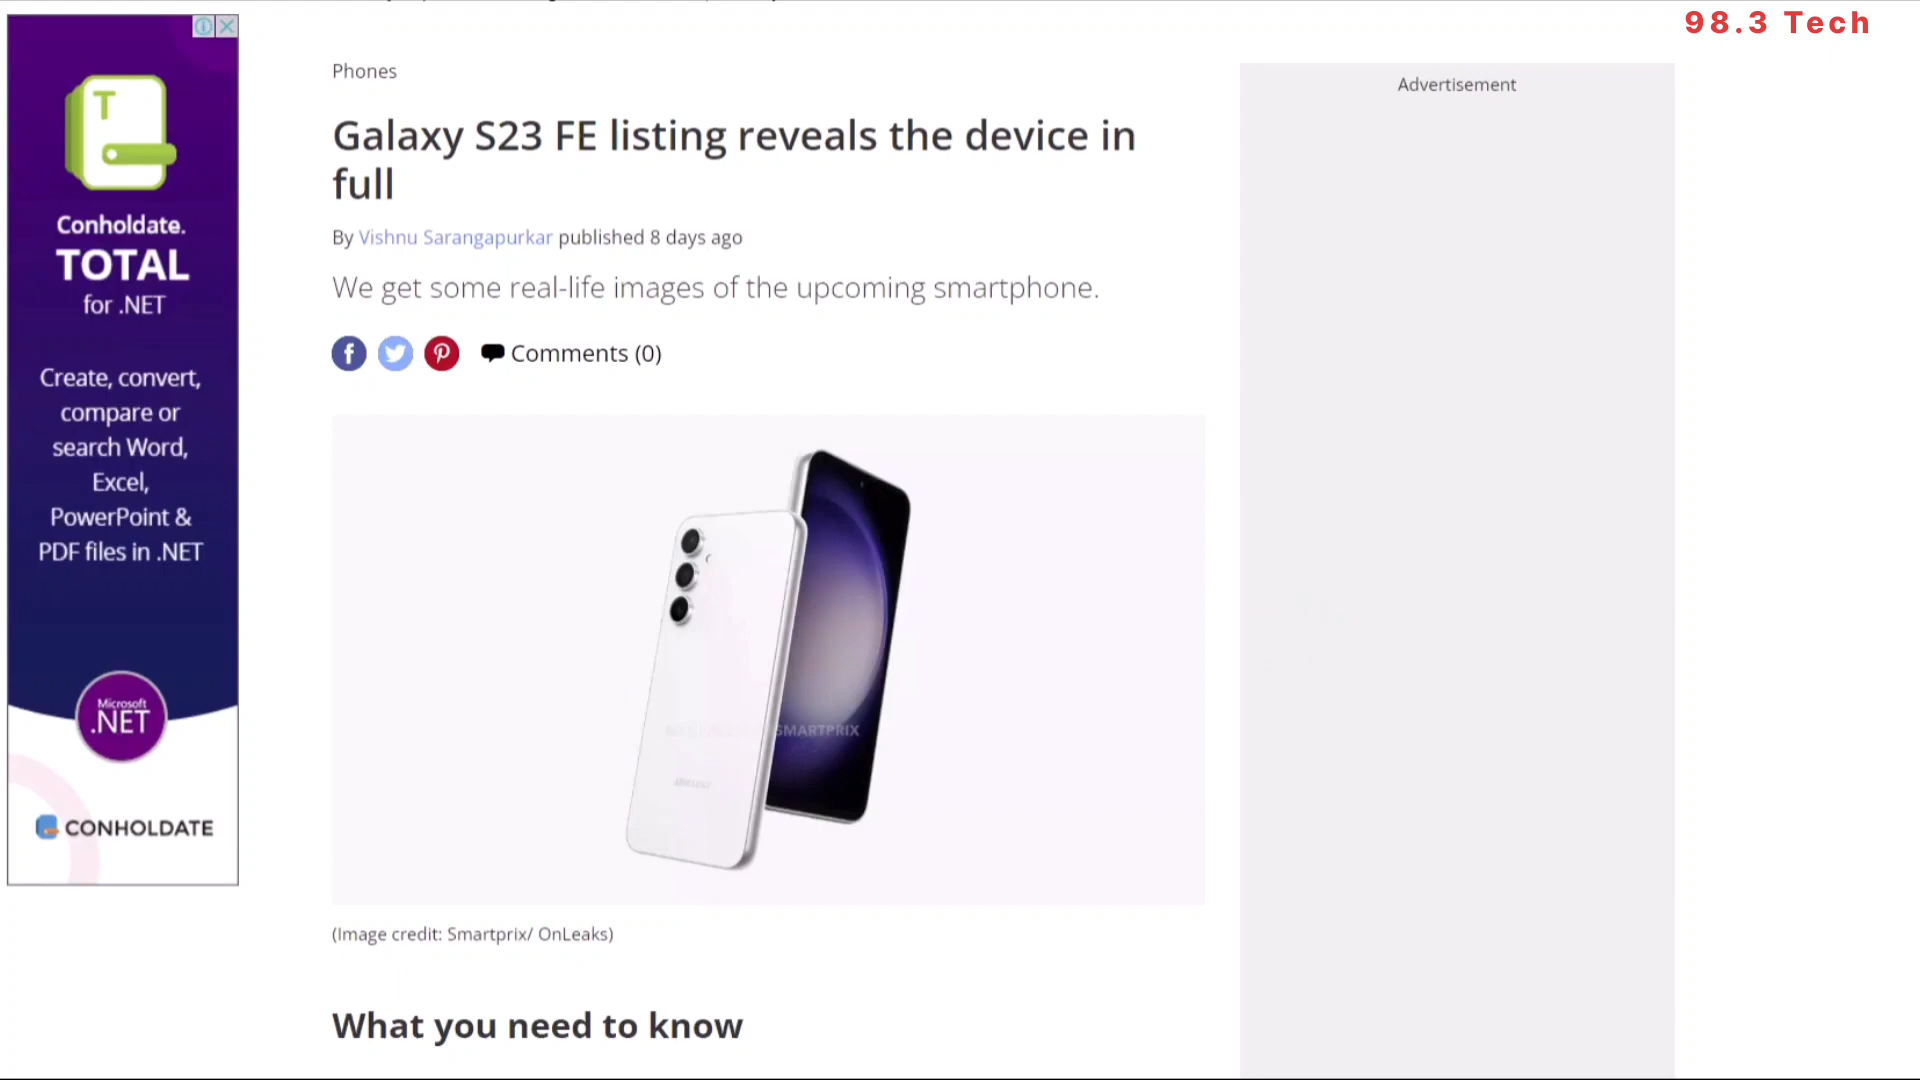 98.3 Tech
T
Conholdate.
TOTAL
for .NET
Create, convert,
compare or
search Word,
Excel,
PowerPoint &
PDF files in .NET
Microsoft
.NET
CONHOLDATE
Phones
Galaxy S23 FE listing reveals the device in
full
By Vishnu Sarangapurkar published 8 days ago
We get some real-life images of the upcoming smartphone.
Comments (0)
SMARTPRIX
SAMSUNG
(Image credit: Smartprix/ OnLeaks)
What you need to know
Advertisement